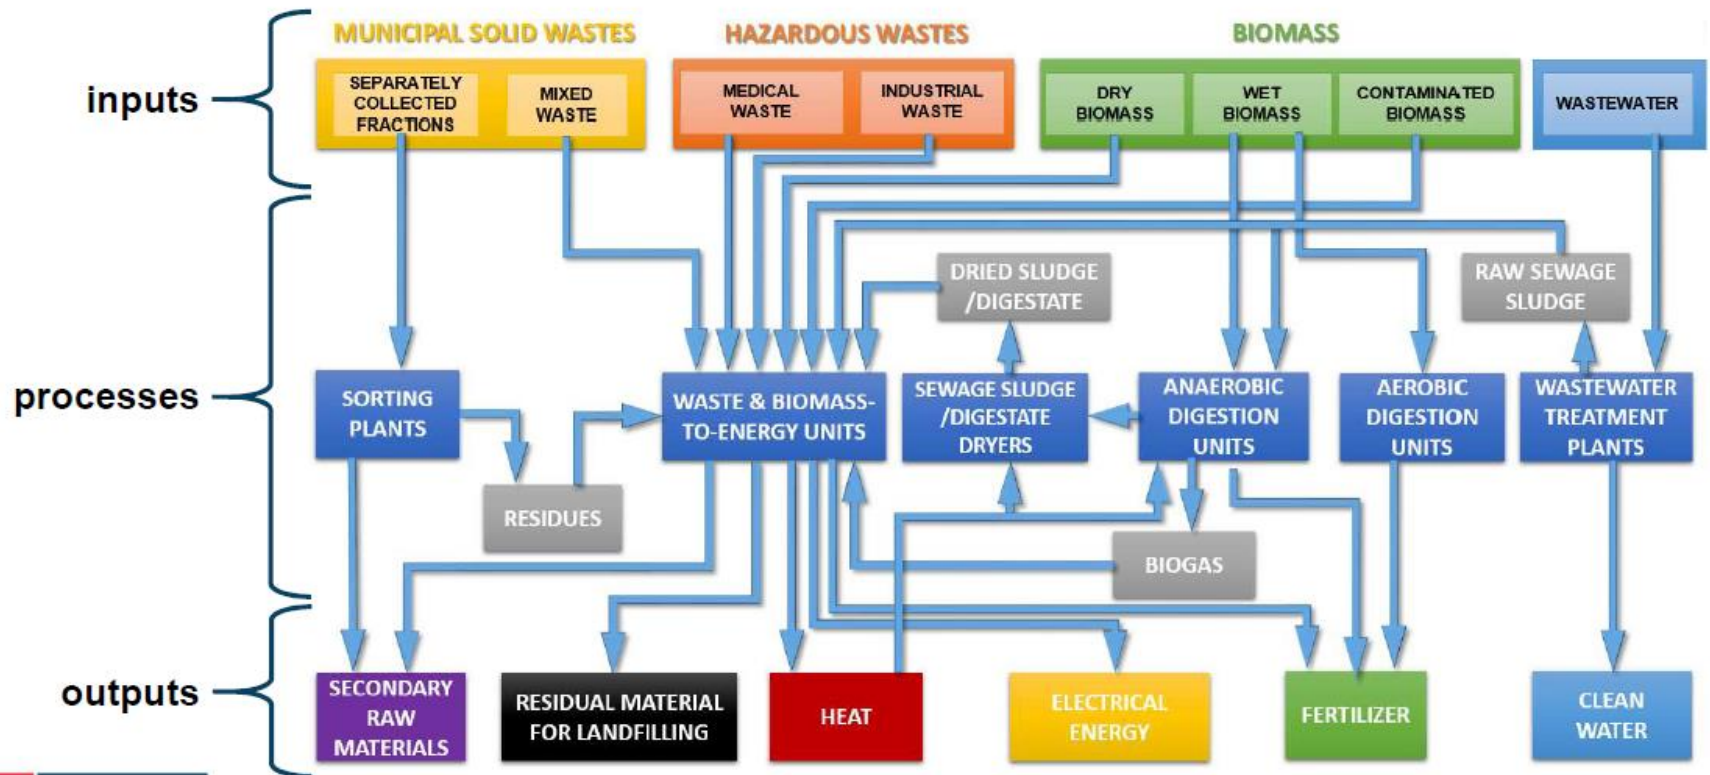 MUNICIPAL SOLID WASTES
HAZARDOUS WASTES
BIOMASS
inputs
SEPARATELY
COLLECTED
FRACTIONS
MIXED
WASTE
MEDICAL
WASTE
INDUSTRIAL
WASTE
DRY
BIOMASS
WET
BIOMASS
CONTAMINATED
BIOMASS
WASTEWATER
DRIED SLUDGE
/DIGESTATE
RAW SEWAGE
SLUDGE
processes
SORTING
PLANTS
WASTE & BIOMASS-
TO-ENERGY UNITS
SEWAGE SLUDGE
/DIGESTATE
DRYERS
ANAEROBIC
DIGESTION
UNITS
AEROBIC
DIGESTION
UNITS
WASTEWATER
TREATMENT
PLANTS
RESIDUES
BIOGAS
outputs
SECONDARY
RAW
MATERIALS
RESIDUAL MATERIAL
FOR LANDFILLING
HEAT
ELECTRICAL
ENERGY
FERTILIZER
CLEAN
WATER